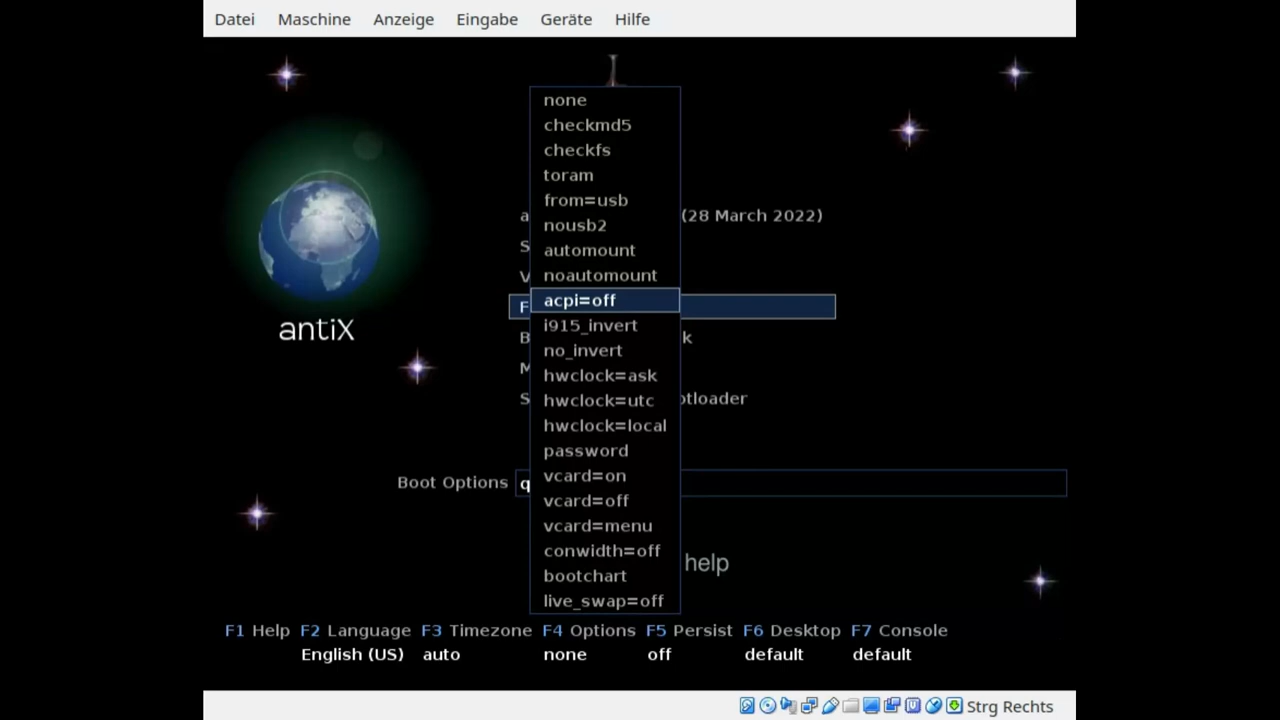 Datei Maschine Anzeige Eingabe Geräte Hilfe
none
checkmd5
checkfs
toram
from=usb
a (28 March 2022)
nousb2
S
automount
V
noautomount
acpi=off
F
i915_invert
B k
no_invert
M
hwclock=ask
hwclock=utc
S otloader
hwclock=local
password
vcard=on
Boot Options q
vcard=off
vcard=menu
conwidth=off
help
bootchart
live_swap=off
antiX
F1 Help F2 Language F3 Timezone F4 Options F5 Persist F6 Desktop F7 Console
English (US) auto none off default default
Strg Rechts